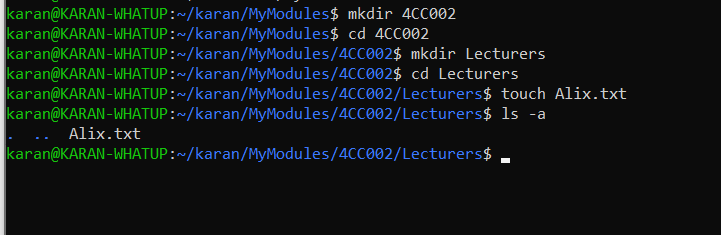 karan@KARAN-WHATUP:~/karan/MyModules$ mkdir 4CC002
karan@KARAN-WHATUP:~/karan/MyModules$ cd 4CC002
karan@KARAN-WHATUP:~/karan/MyModules/4CC002$ mkdir Lecturers
karan@KARAN-WHATUP:~/karan/MyModules/4CC002$ cd Lecturers
karan@KARAN-WHATUP:~/karan/MyModules/4CC002/Lecturers$ touch Alix.txt
karan@KARAN-WHATUP:~/karan/MyModules/4CC002/Lecturers$ ls -a
.  ..  Alix.txt
karan@KARAN-WHATUP:~/karan/MyModules/4CC002/Lecturers$